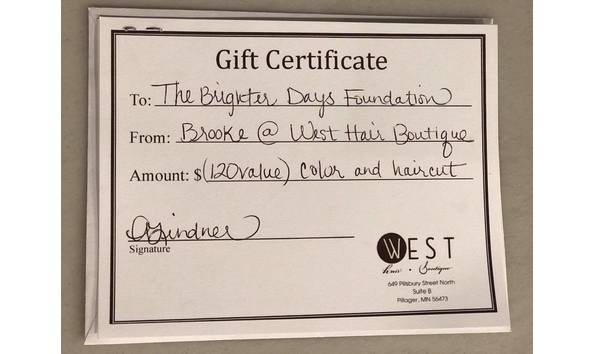 Gift Certificate
To: The Brighter Days Foundation
From: Brooke @ West Hair Boutique
Amount: $ (120 value) Color and haircut
Signature
WEST
Hair • Boutique
649 Pillsbury Street North
Suite B
Pillager, MN 56473